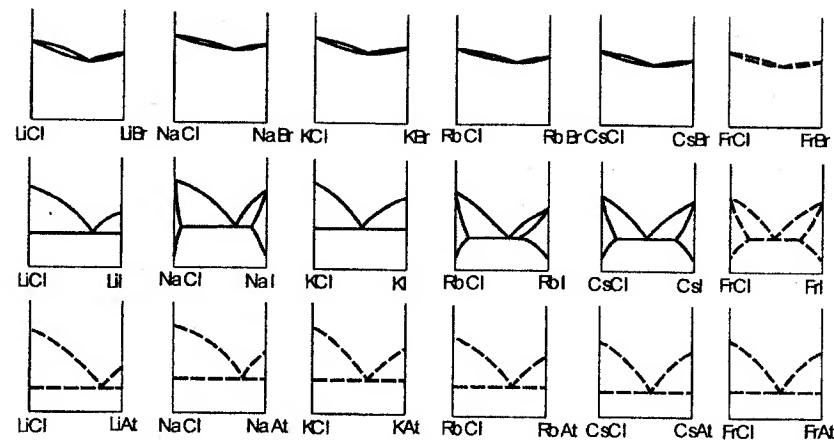 LiCl LiBr NaCl NaBr KCl KBr RbCl RbBr CsCl CsBr FrCl FrBr
LiCl LiI NaCl NaI KCl KI RbCl RbI CsCl CsI FrCl FrI
LiCl LiAt NaCl NaAt KCl KAt RbCl RbAt CsCl CsAt FrCl FrAt